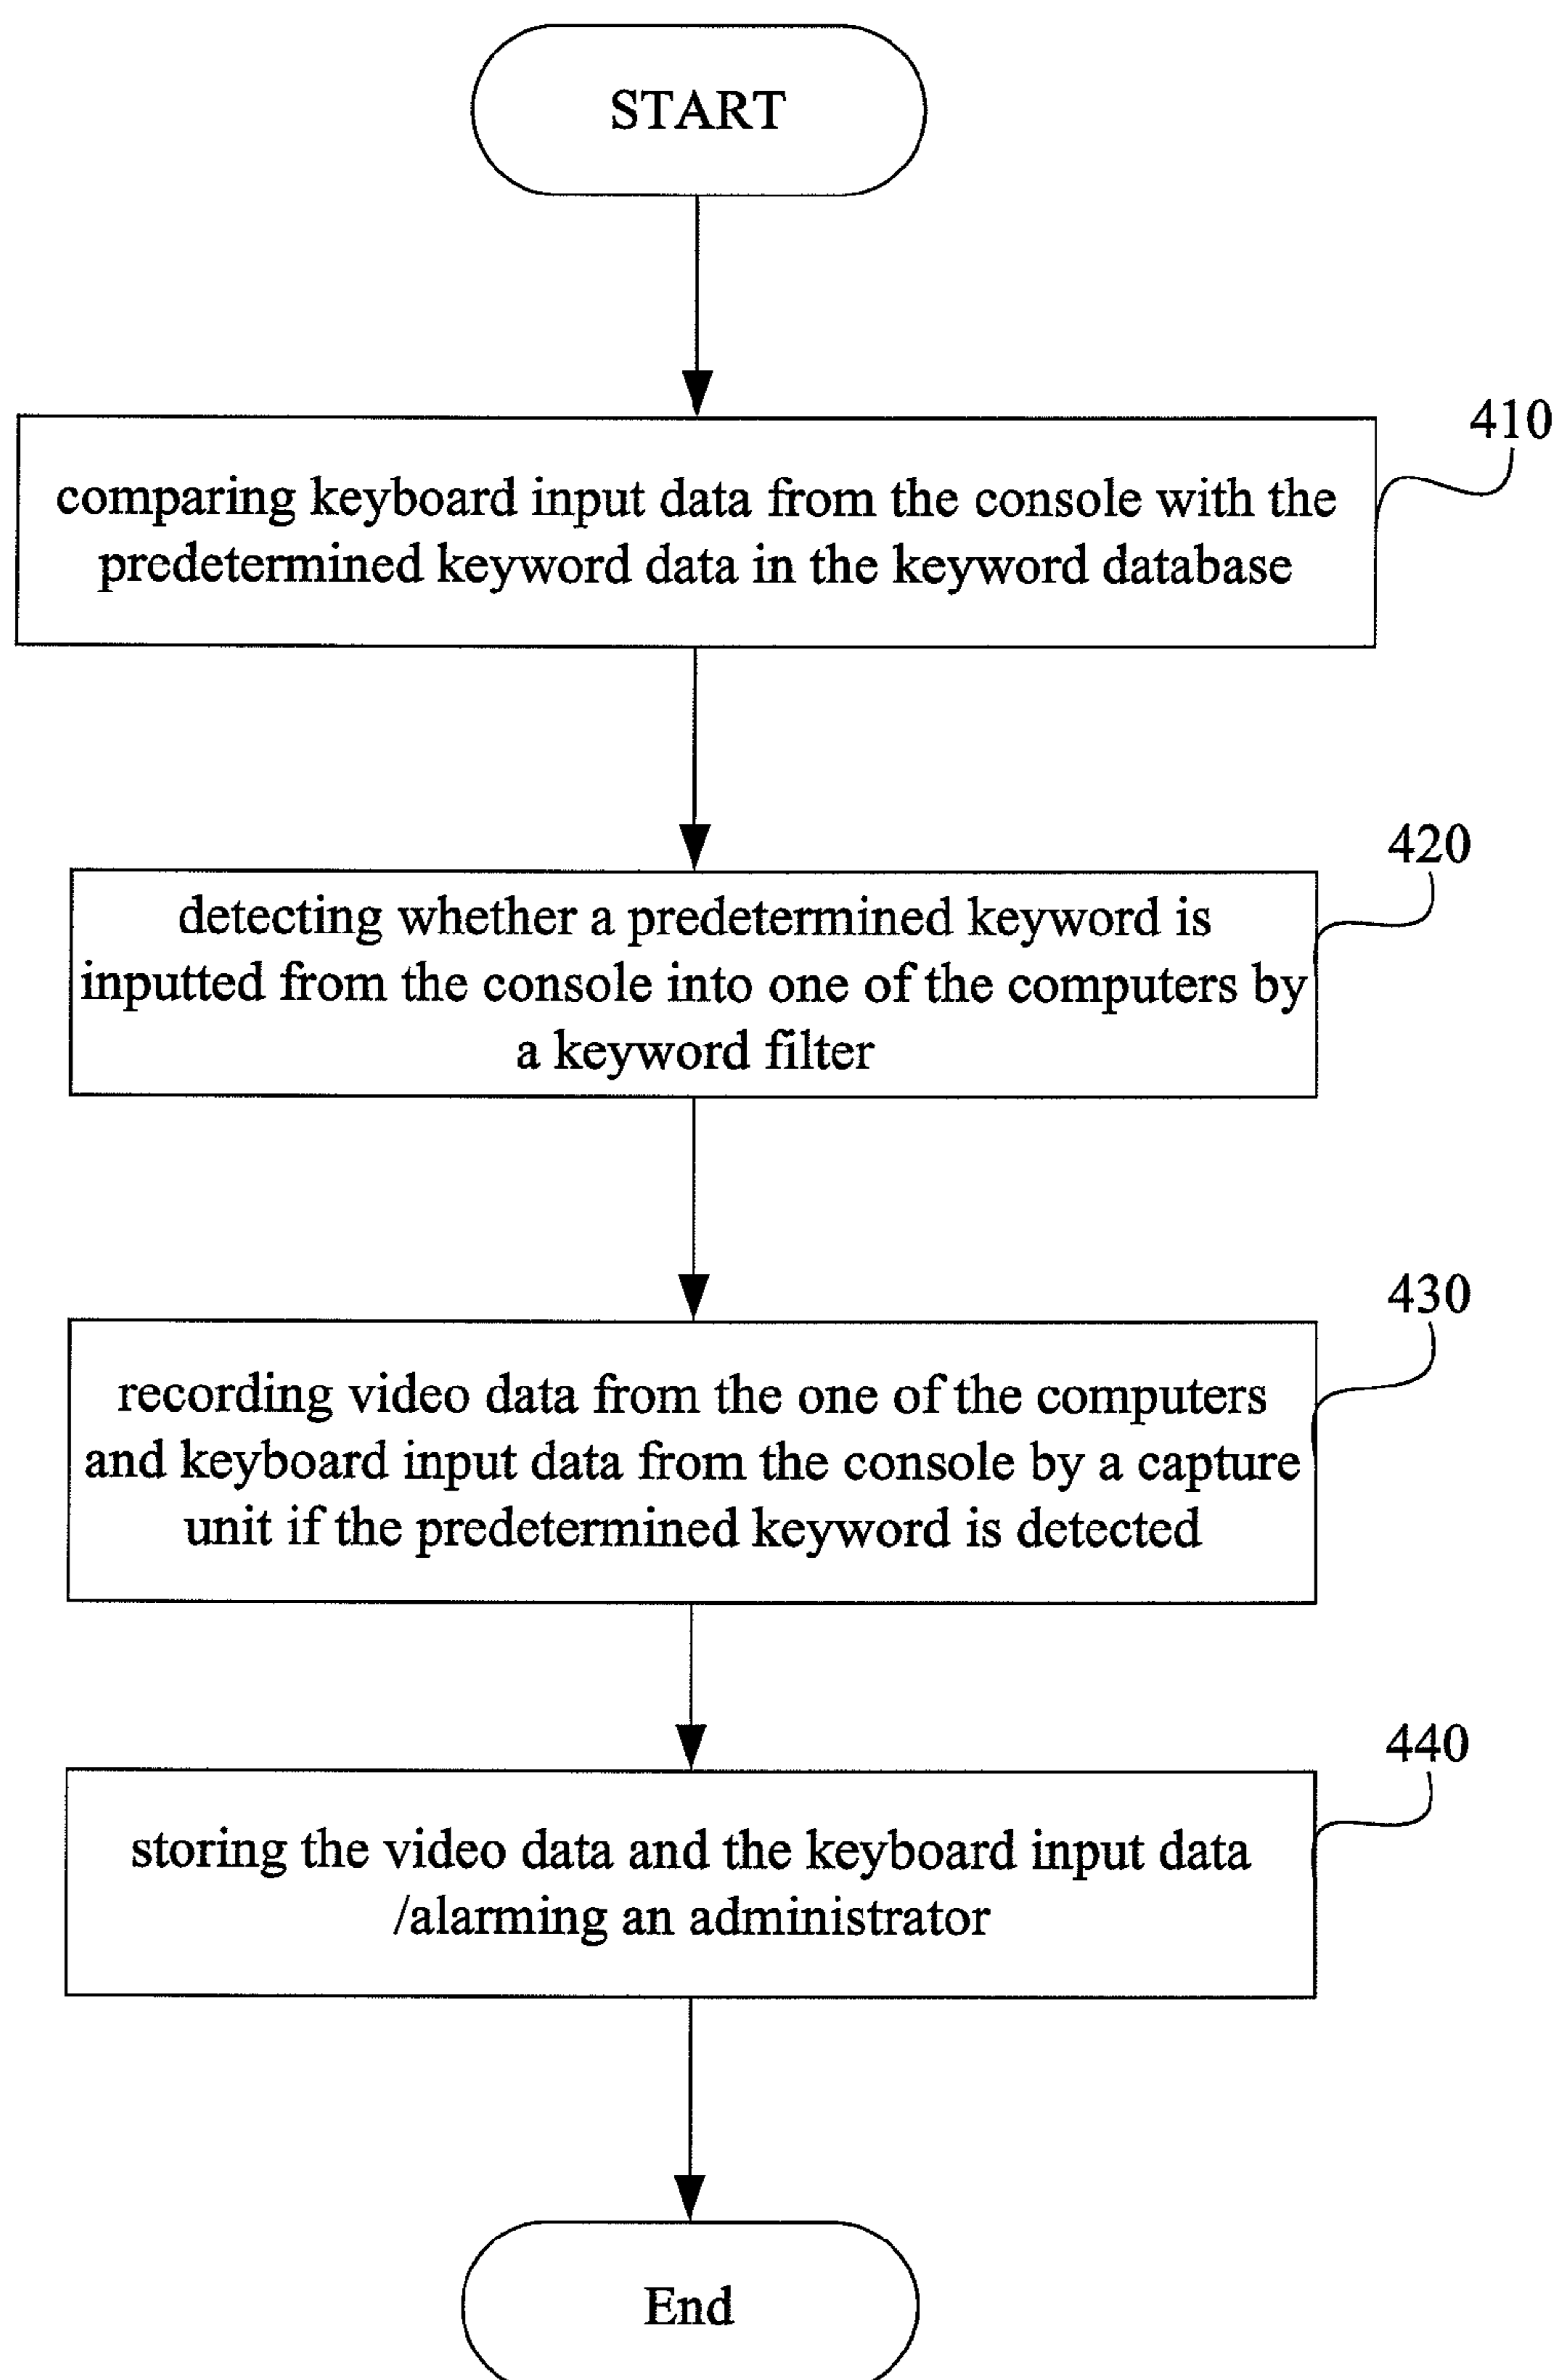 START
410
comparing keyboard input data from the console with the
predetermined keyword data in the keyword database
420
detecting whether a predetermined keyword is
inputted from the console into one of the computers by
a keyword filter
430
recording video data from the one of the computers
and keyboard input data from the console by a capture
unit if the predetermined keyword is detected
440
storing the video data and the keyboard input data
/alarming an administrator
End